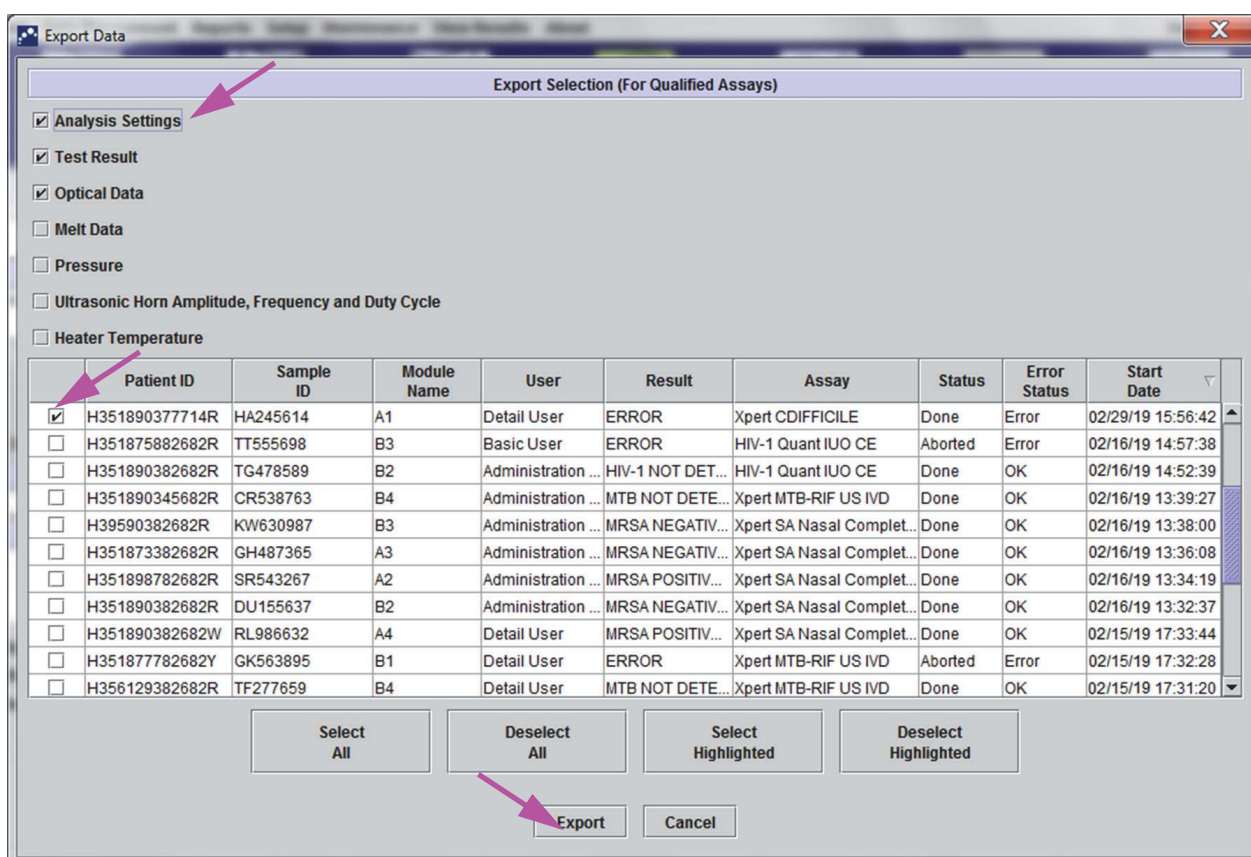 Export Data
Export Selection (For Qualified Assays)
Analysis Settings
Test Result
Optical Data
Melt Data
Pressure
Ultrasonic Horn Amplitude, Frequency and Duty Cycle
Heater Temperature
Patient ID Sample ID Module Name User Result Assay Status Error Status Start Date
H351890377714R HA245614 A1 Detail User ERROR Xpert CDIFFICILE Done Error 02/29/19 15:56:42
H351875882682R TT555698 B3 Basic User ERROR HIV-1 Quant IUO CE Aborted Error 02/16/19 14:57:38
H351890382682R TG478589 B2 Administration ... HIV-1 NOT DET... HIV-1 Quant IUO CE Done OK 02/16/19 14:52:39
H351890345682R CR538763 B4 Administration ... MTB NOT DETE... Xpert MTB-RIF US IVD Done OK 02/16/19 13:39:27
H39590382682R KW630987 B3 Administration ... MRSA NEGATIV... Xpert SA Nasal Complet... Done OK 02/16/19 13:38:00
H351873382682R GH487365 A3 Administration ... MRSA NEGATIV... Xpert SA Nasal Complet... Done OK 02/16/19 13:36:08
H351898782682R SR543267 A2 Administration ... MRSA POSITIV... Xpert SA Nasal Complet... Done OK 02/16/19 13:34:19
H351890382682R DU155637 B2 Administration ... MRSA NEGATIV... Xpert SA Nasal Complet... Done OK 02/16/19 13:32:37
H351890382682W RL986632 A4 Detail User MRSA POSITIV... Xpert SA Nasal Complet... Done OK 02/15/19 17:33:44
H351877782682Y GK563895 B1 Detail User ERROR Xpert MTB-RIF US IVD Aborted Error 02/15/19 17:32:28
H356129382682R TF277659 B4 Detail User MTB NOT DETE... Xpert MTB-RIF US IVD Done OK 02/15/19 17:31:20
Select All Deselect All Select Highlighted Deselect Highlighted
Export Cancel